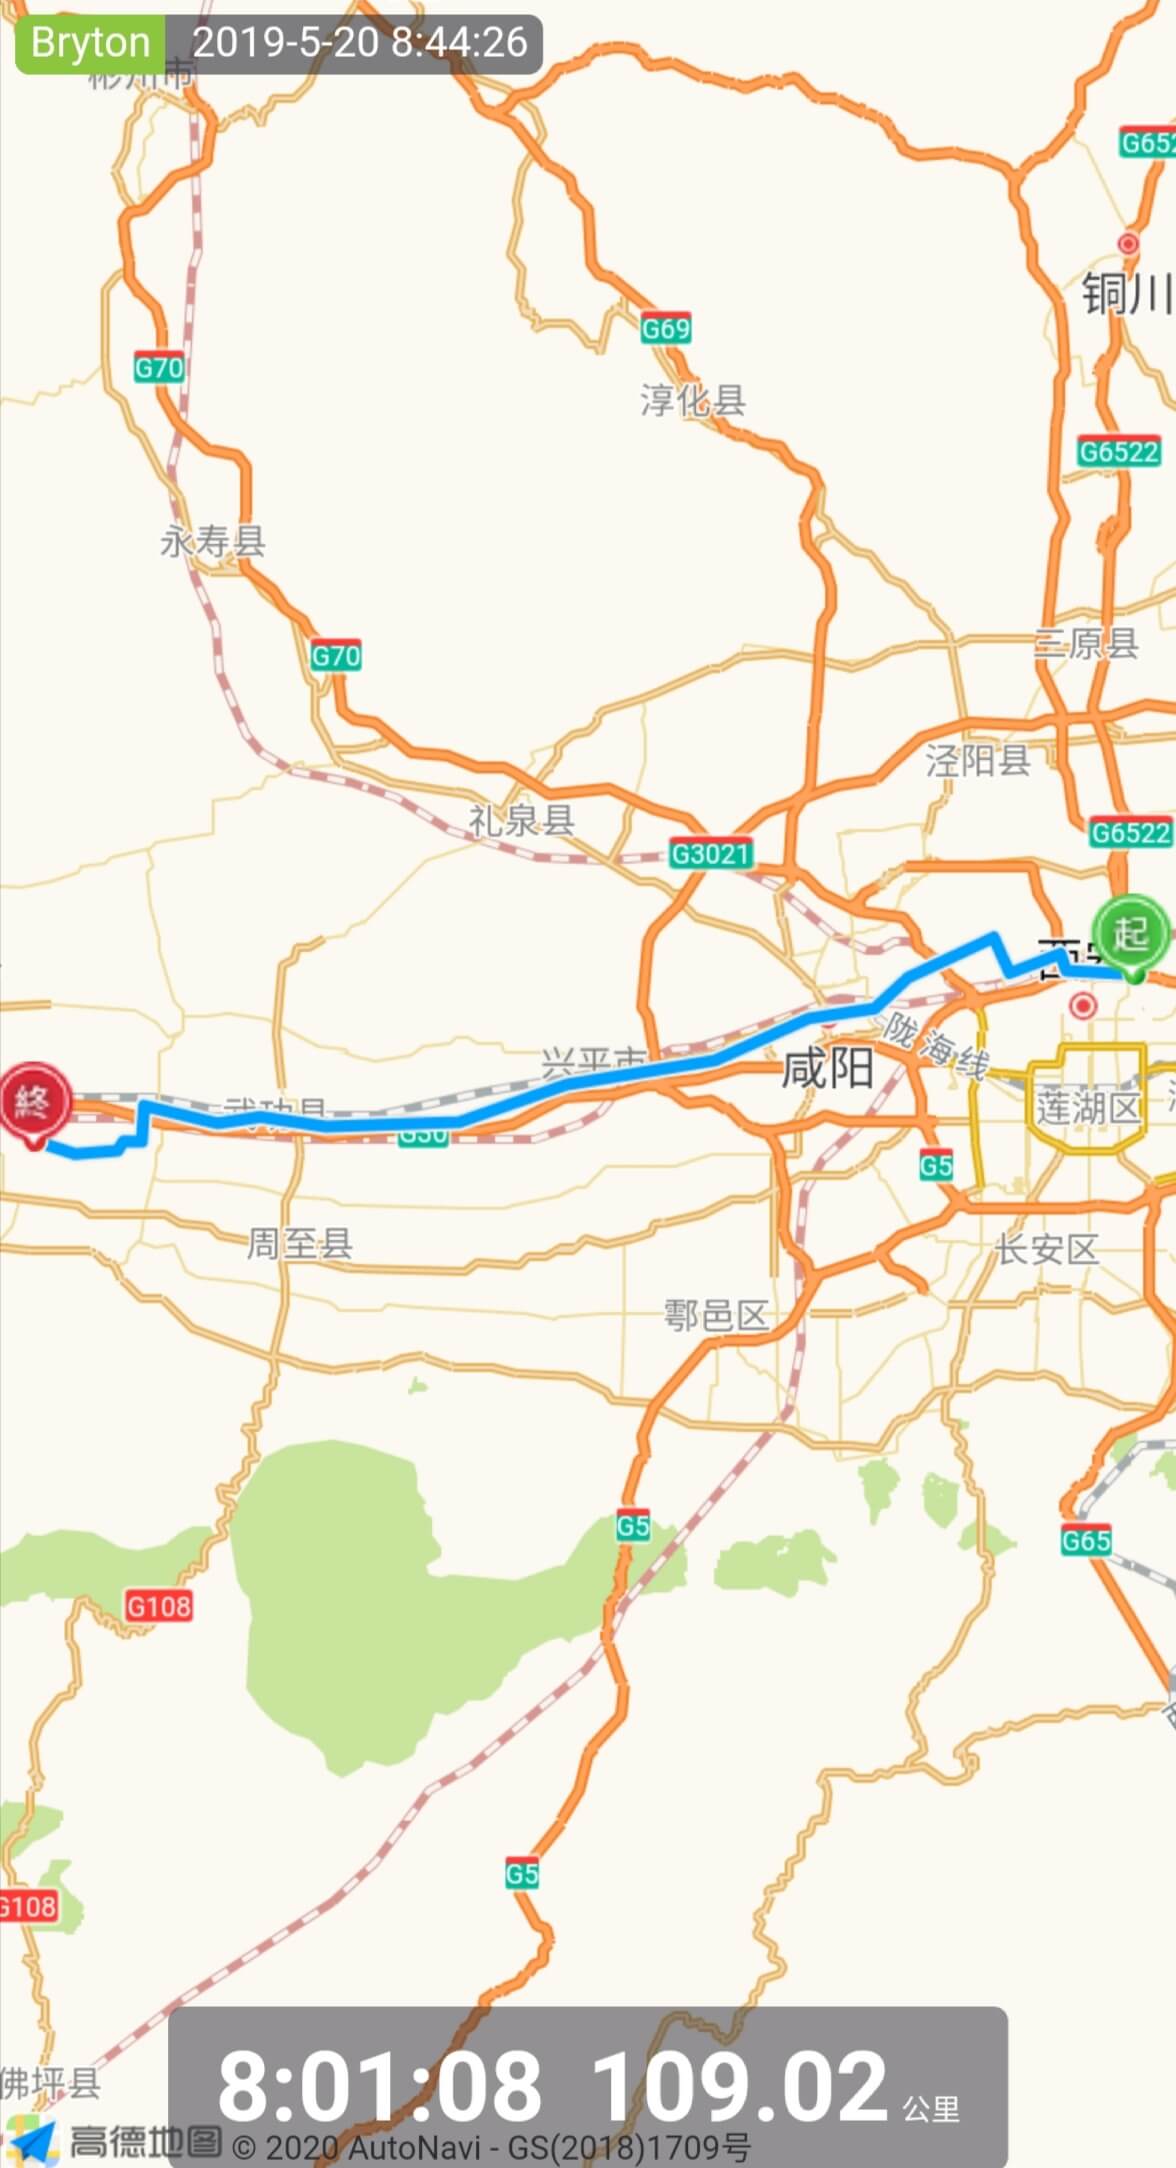 Bryton 2019-5-20 8:44:26
彬州市
G652
铜川
G69
G70
淳化县
G6522
永寿县
三原县
G70
泾阳县
礼泉县
G6522
G3021
起
陇海线
兴平市
咸阳
終
武功县
莲湖区
G30
G5
周至县
长安区
鄠邑区
G5
G65
G108
G5
G108
8:01:08 109.02 公里
佛坪县
高德地图 © 2020 AutoNavi - GS(2018)1709号